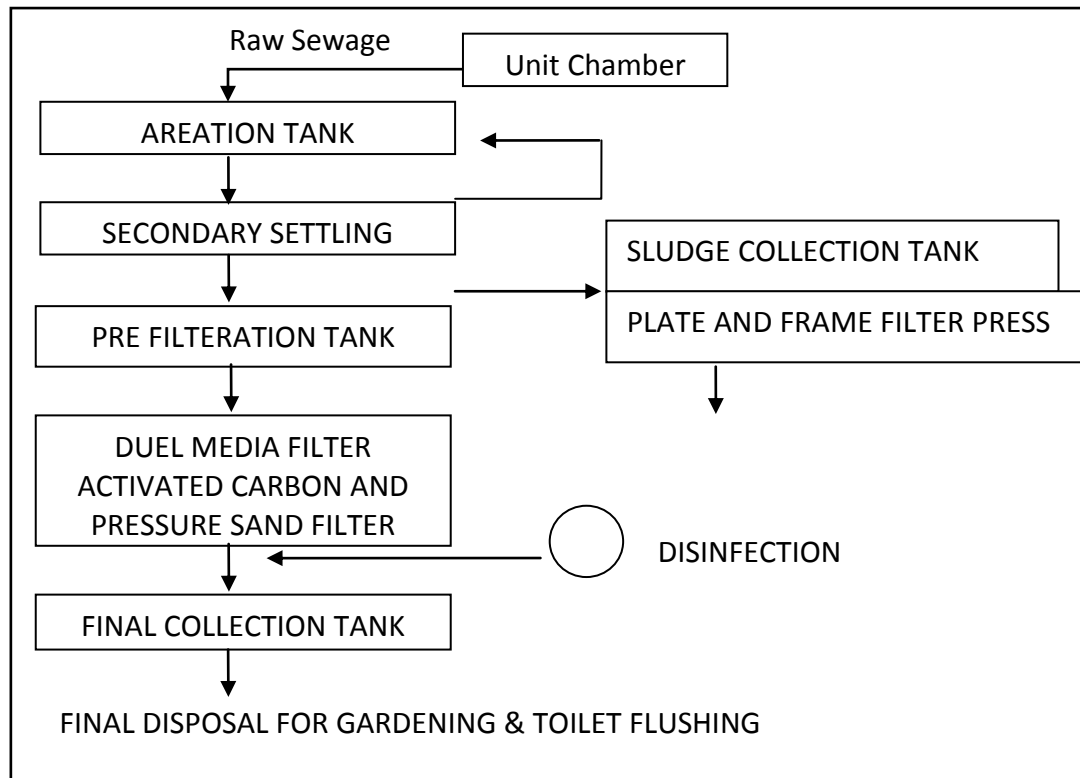 Raw Sewage
Unit Chamber
AREATION TANK
SECONDARY SETTLING
SLUDGE COLLECTION TANK
PLATE AND FRAME FILTER PRESS
PRE FILTERATION TANK
DUEL MEDIA FILTER
ACTIVATED CARBON AND
PRESSURE SAND FILTER
DISINFECTION
FINAL COLLECTION TANK
FINAL DISPOSAL FOR GARDENING & TOILET FLUSHING